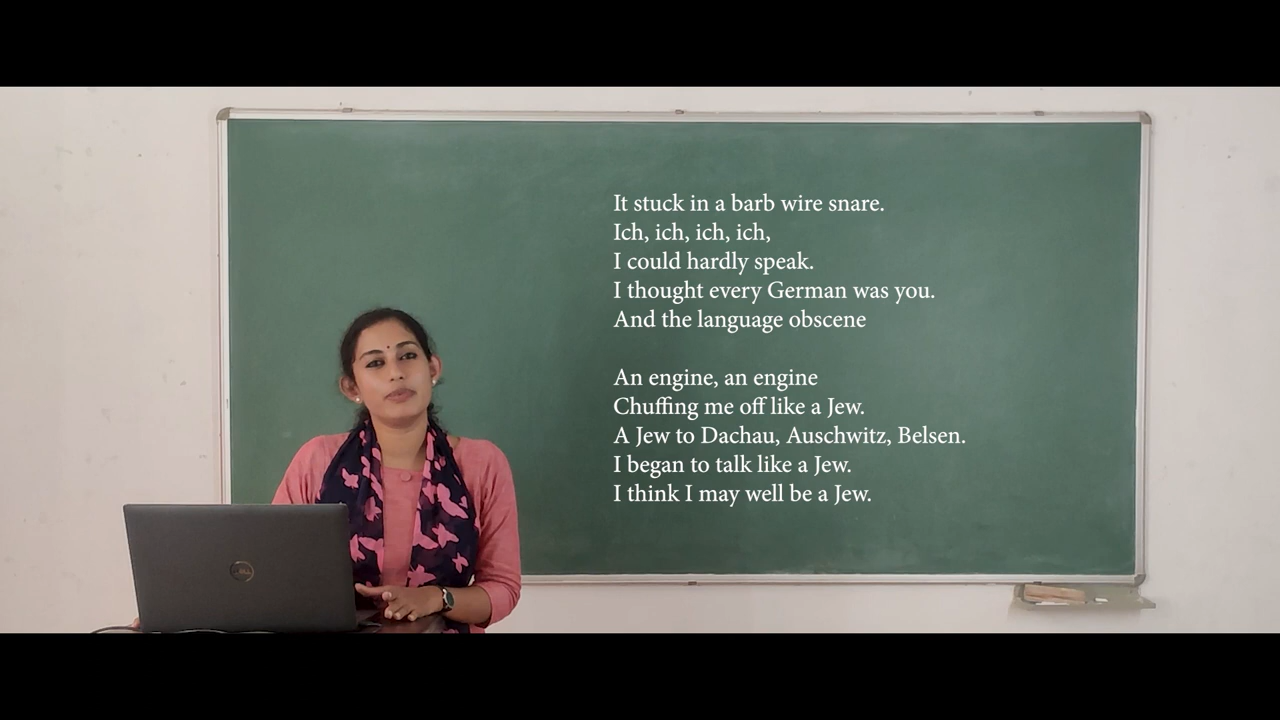 It stuck in a barb wire snare.
Ich, ich, ich, ich,
I could hardly speak.
I thought every German was you.
And the language obscene
An engine, an engine
Chuffing me off like a Jew.
A Jew to Dachau, Auschwitz, Belsen.
I began to talk like a Jew.
I think I may well be a Jew.
DELL